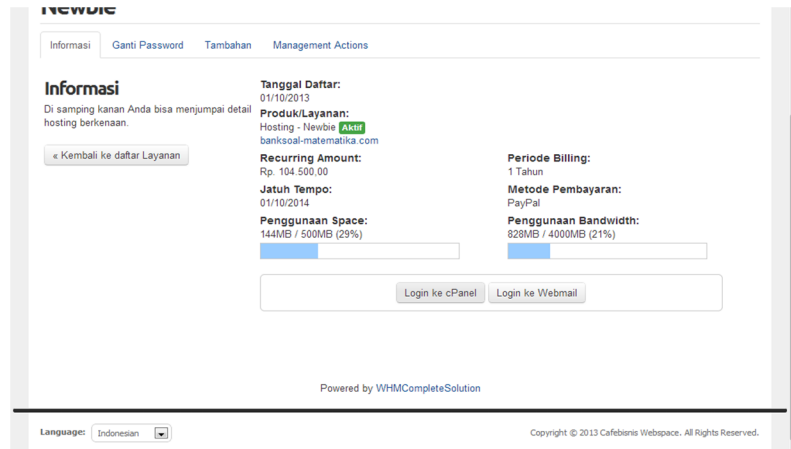 Newbie
Informasi Ganti Password Tambahan Management Actions
Informasi
Di samping kanan Anda bisa menjumpai detail
hosting berkenaan.
« Kembali ke daftar Layanan
Tanggal Daftar:
01/10/2013
Produk/Layanan:
Hosting - Newbie Aktif
banksoal-matematika.com
Recurring Amount:
Rp. 104.500,00
Periode Billing:
1 Tahun
Jatuh Tempo:
01/10/2014
Metode Pembayaran:
PayPal
Penggunaan Space:
144MB / 500MB (29%)
Penggunaan Bandwidth:
828MB / 4000MB (21%)
Login ke cPanel Login ke Webmail
Powered by WHMCompleteSolution
Language: Indonesian
Copyright © 2013 Cafebisnis Webspace. All Rights Reserved.